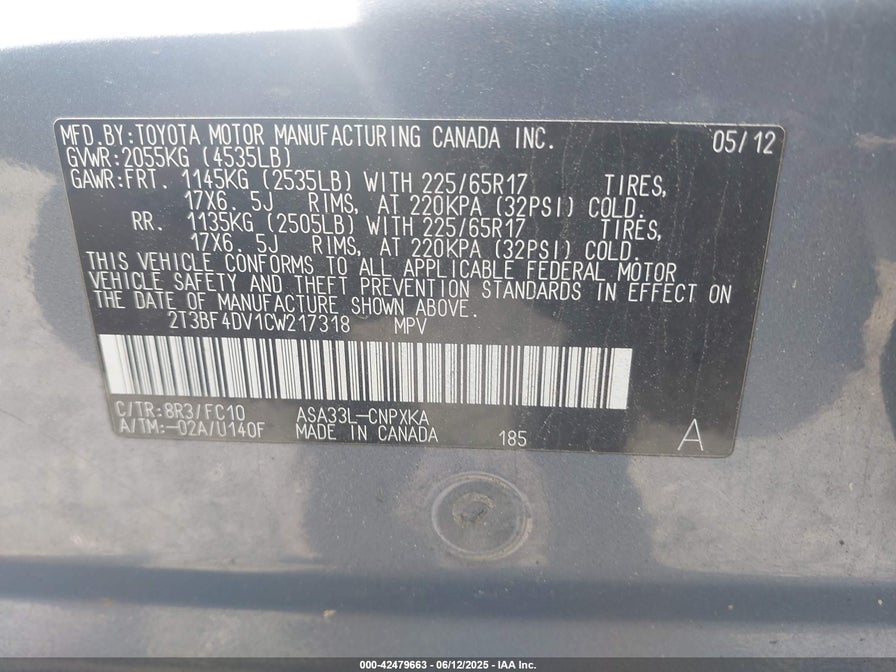 MFD.BY:TOYOTA MOTOR MANUFACTURING CANADA INC. 05/12
GVWR:2055KG (4535LB)
GAWR:FRT. 1145KG (2535LB) WITH 225/65R17 TIRES,
17X6.5J RIMS, AT 220KPA (32PSI) COLD.
RR. 1135KG (2505LB) WITH 225/65R17 TIRES,
17X6.5J RIMS, AT 220KPA (32PSI) COLD.
THIS VEHICLE CONFORMS TO ALL APPLICABLE FEDERAL MOTOR
VEHICLE SAFETY AND THEFT PREVENTION STANDARDS IN EFFECT ON
THE DATE OF MANUFACTURE SHOWN ABOVE.
2T3BF4DV1CW217318 MPV
C/TR:8R3/FC10 ASA33L-CNPXKA
A/TM:-02A/U140F MADE IN CANADA 185 A
000-42479663 - 06/12/2025 - IAA Inc.